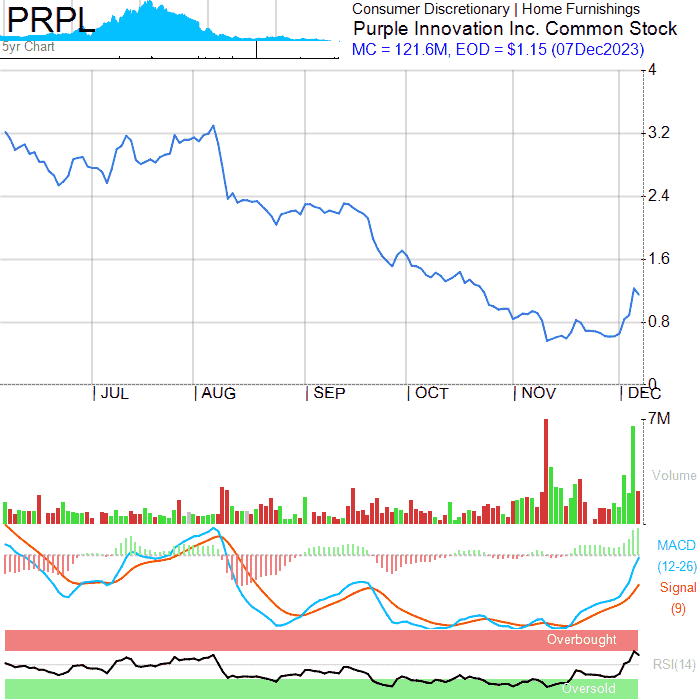 PRPL
5yr Chart
Consumer Discretionary | Home Furnishings
Purple Innovation Inc. Common Stock
MC = 121.6M, EOD = $1.15 (07Dec2023)
4
3.2
2.4
1.6
0.8
0
JUL AUG SEP OCT NOV DEC
7M
Volume
MACD
(12-26)
Signal
(9)
Overbought
RSI(14)
Oversold